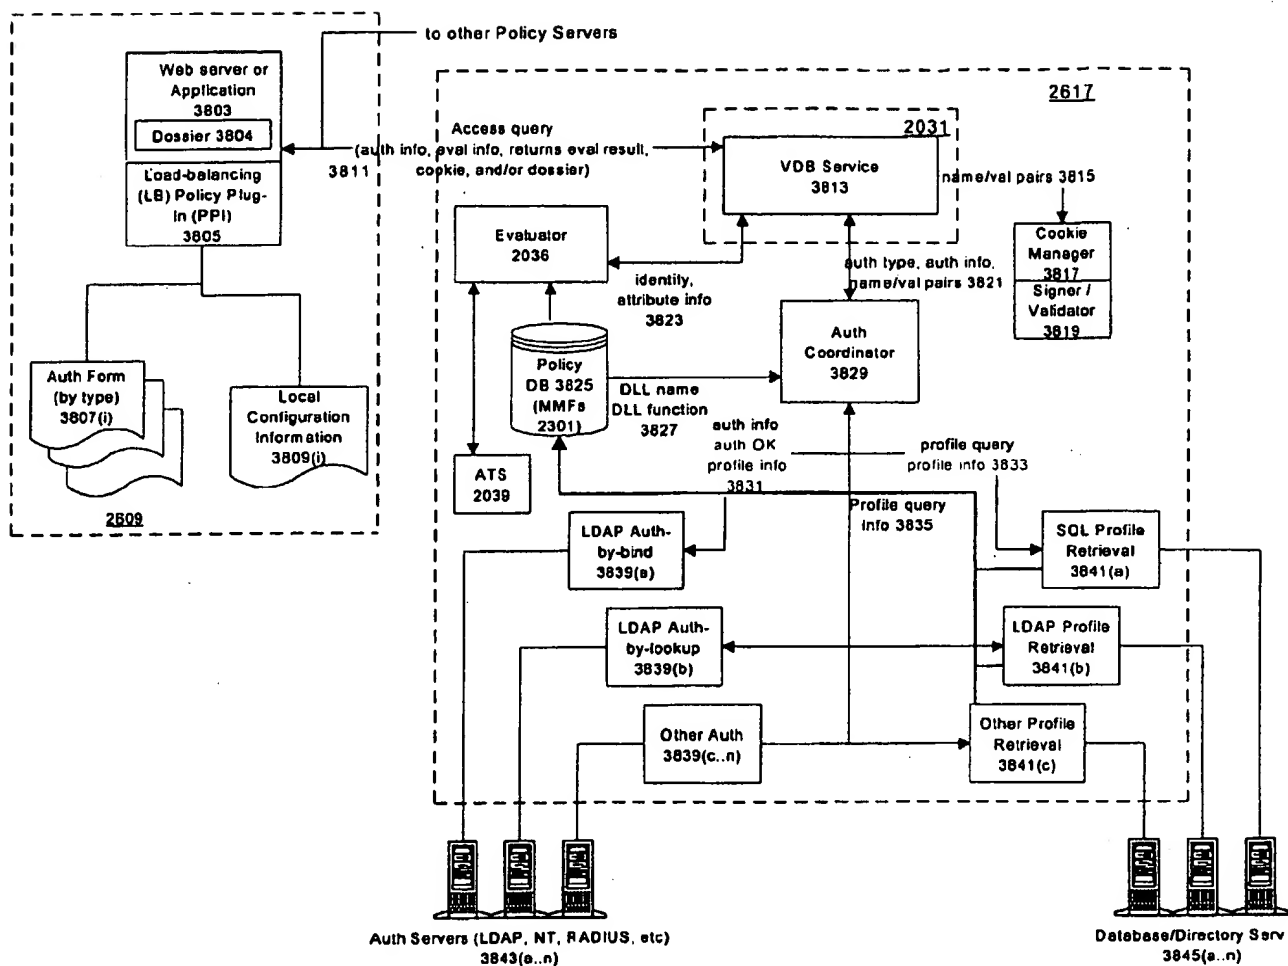 to other Policy Servers
Web server or
Application
3803
Dossier 3804
Load-balancing
(LB) Policy Plug-
In (PPI)
3805
Auth Form
(by type)
3807(i)
Local
Configuration
Information
3809(i)
2609
Access query
(auth info, eval info, returns eval result,
3811 cookie, and/or dossier)
2617
2031
VDB Service
3813
name/val pairs 3815
Cookie
Manager
3817
Signer /
Validator
3819
Evaluator
2036
identity,
attribute info
3823
auth type, auth info,
name/val pairs 3821
Auth
Coordinator
3829
Policy
DB 3825
(MMFs
2301)
DLL name
DLL function
3827
auth info
auth OK
profile info
3831
profile query
profile info 3833
ATS
2039
Profile query
info 3835
LDAP Auth-
by-bind
3839(a)
SQL Profile
Retrieval
3841(a)
LDAP Auth-
by-lookup
3839(b)
LDAP Profile
Retrieval
3841(b)
Other Auth
3839(c..n)
Other Profile
Retrieval
3841(c)
Auth Servers (LDAP, NT, RADIUS, etc)
3843(a..n)
Database/Directory Serv
3845(a..n)